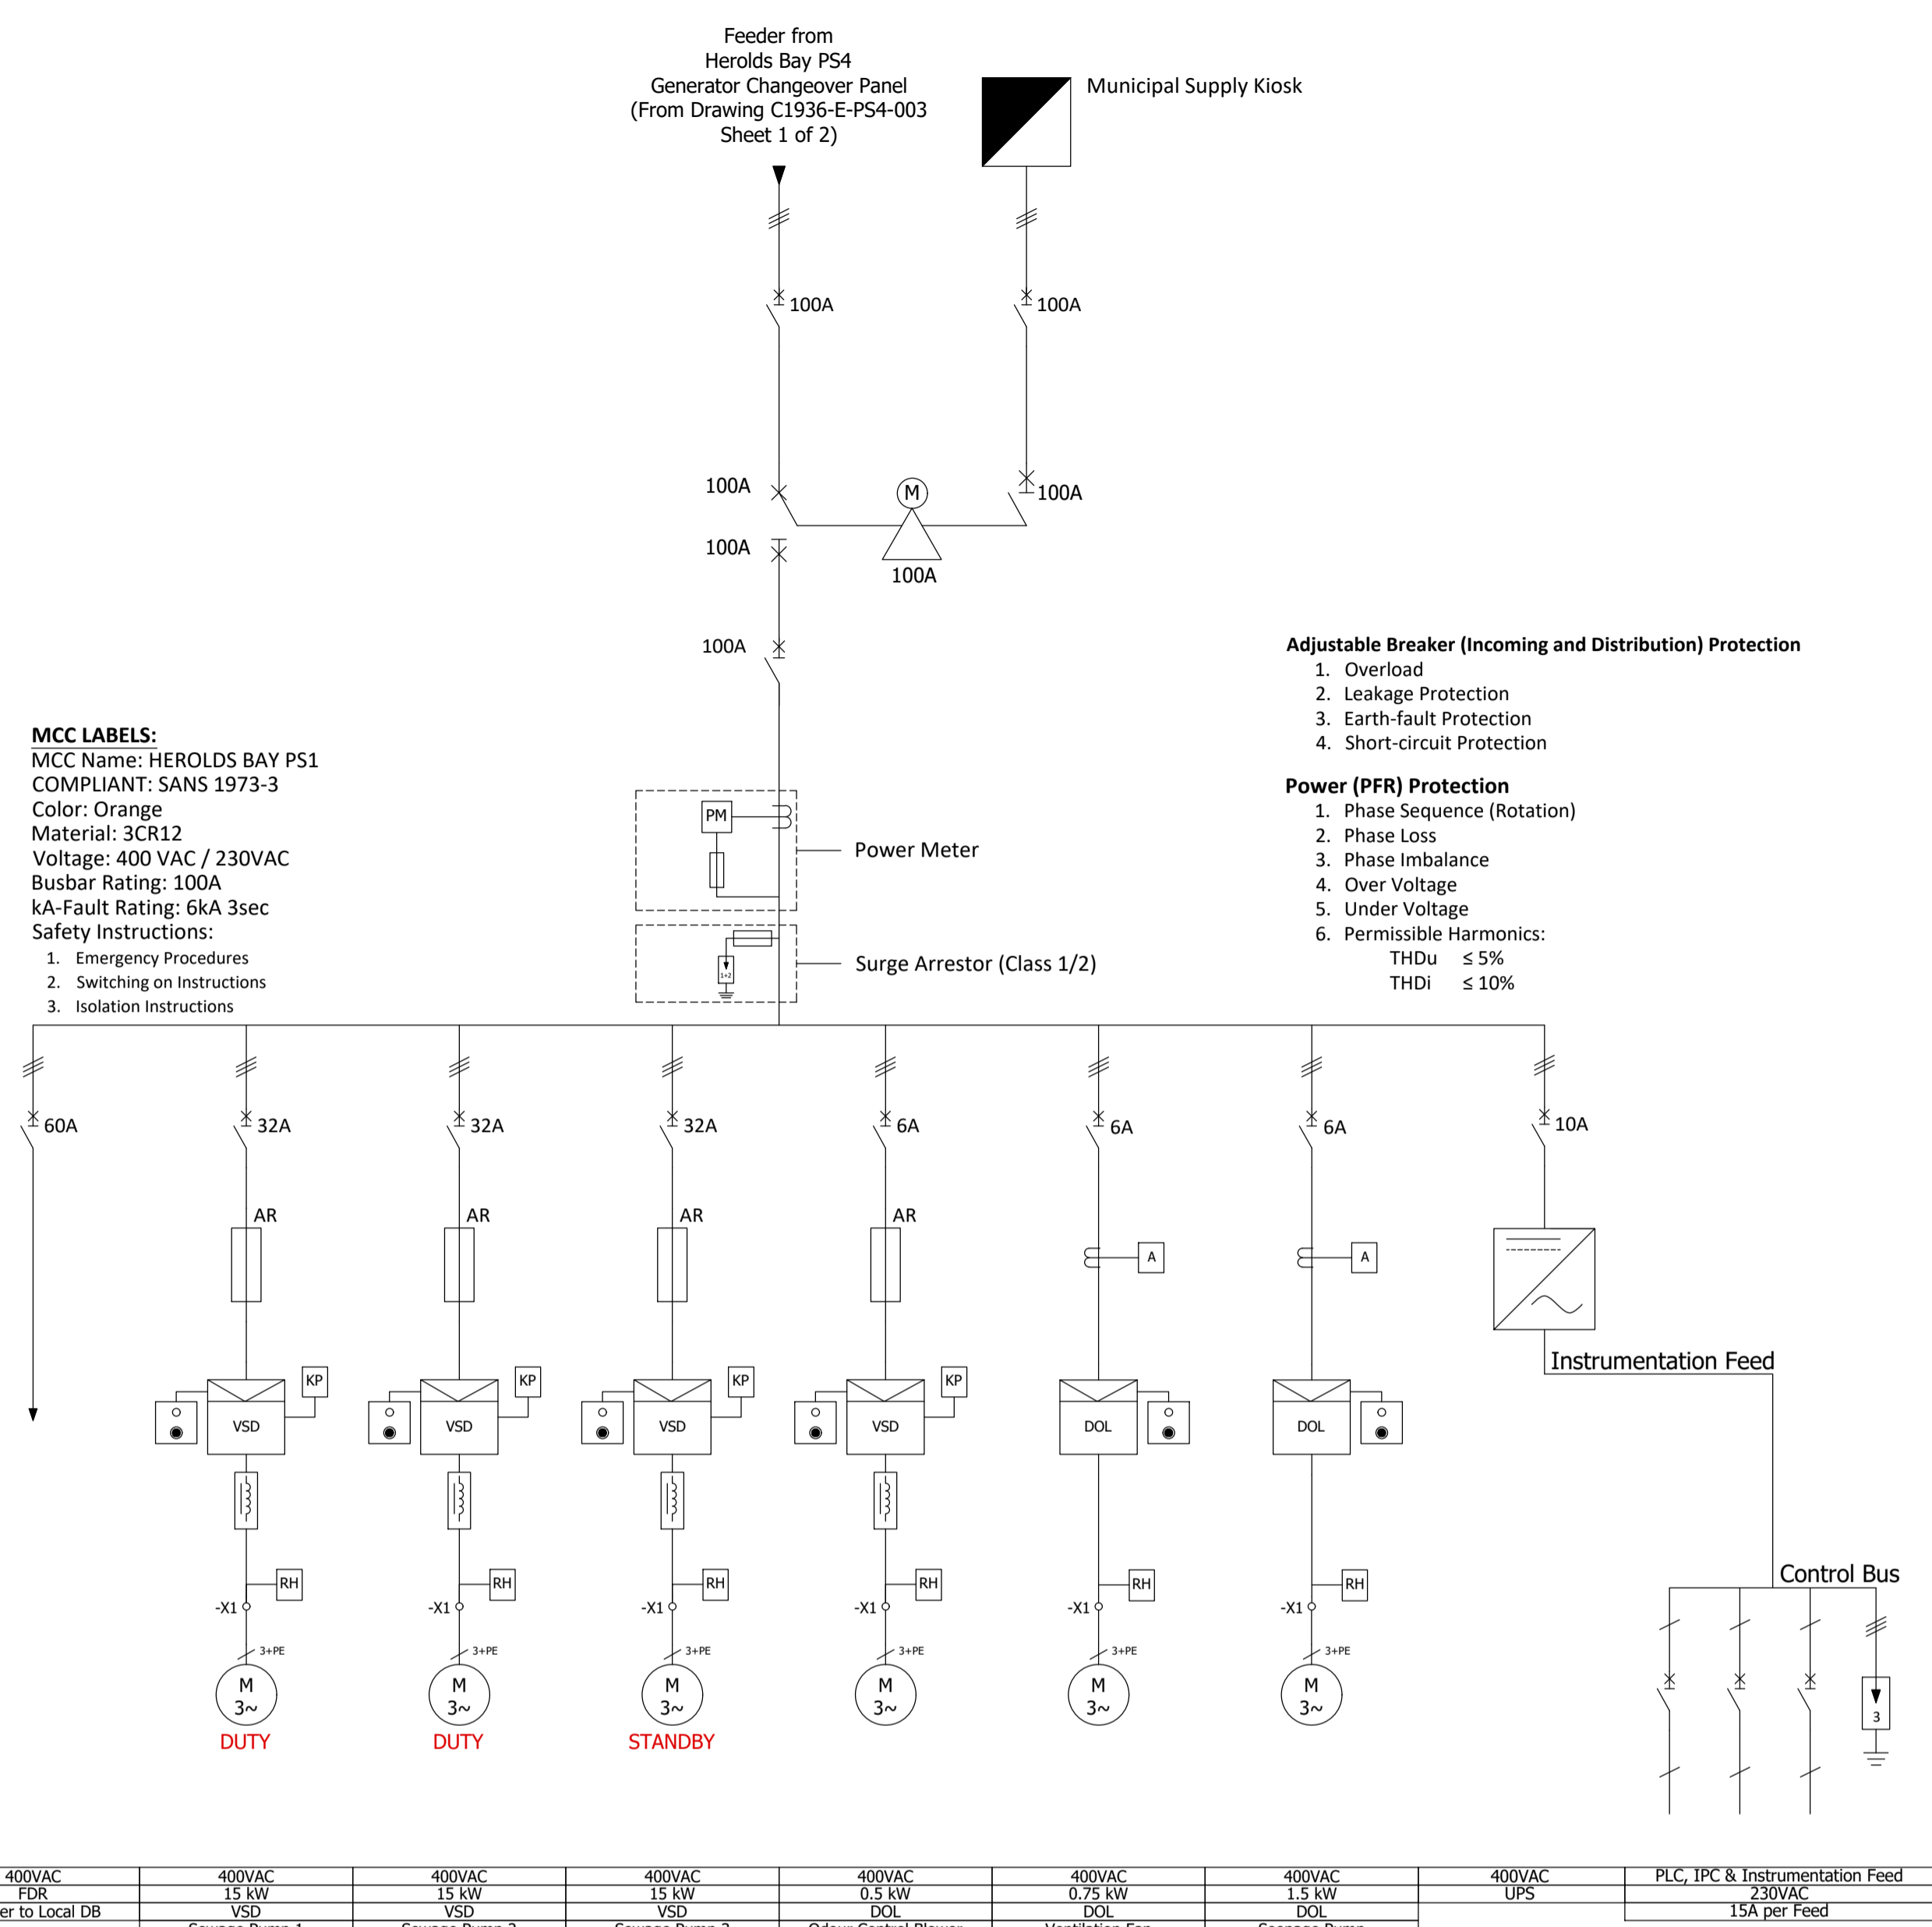 Feeder from
Herolds Bay PS4
Generator Changeover Panel
(From Drawing C1936-E-PS4-003
Sheet 1 of 2)
Municipal Supply Kiosk
100A
100A
100A
M
100A
100A
100A
100A
Adjustable Breaker (Incoming and Distribution) Protection
1. Overload
2. Leakage Protection
3. Earth-fault Protection
4. Short-circuit Protection
Power (PFR) Protection
1. Phase Sequence (Rotation)
2. Phase Loss
3. Phase Imbalance
4. Over Voltage
5. Under Voltage
6. Permissible Harmonics:
THDu ≤ 5%
THDi ≤ 10%
MCC LABELS:
MCC Name: HEROLDS BAY PS1
COMPLIANT: SANS 1973-3
Color: Orange
Material: 3CR12
Voltage: 400 VAC / 230VAC
Busbar Rating: 100A
kA-Fault Rating: 6kA 3sec
Safety Instructions:
1. Emergency Procedures
2. Switching on Instructions
3. Isolation Instructions
PM
Power Meter
1+2
Surge Arrestor (Class 1/2)
60A 32A 32A 32A 6A 6A 6A 10A
AR AR AR AR
A A
KP KP KP KP
VSD VSD VSD VSD DOL DOL
Instrumentation Feed
RH RH RH RH RH RH
-X1 -X1 -X1 -X1 -X1 -X1
3+PE 3+PE 3+PE 3+PE 3+PE 3+PE
M M M M M M
3~ 3~ 3~ 3~ 3~ 3~
DUTY DUTY STANDBY
Control Bus
3
400VAC 400VAC 400VAC 400VAC 400VAC 400VAC 400VAC 400VAC PLC, IPC & Instrumentation Feed
FDR 15 kW 15 kW 15 kW 0.5 kW 0.75 kW 1.5 kW UPS 230VAC
er to Local DB VSD VSD VSD DOL DOL DOL 15A per Feed